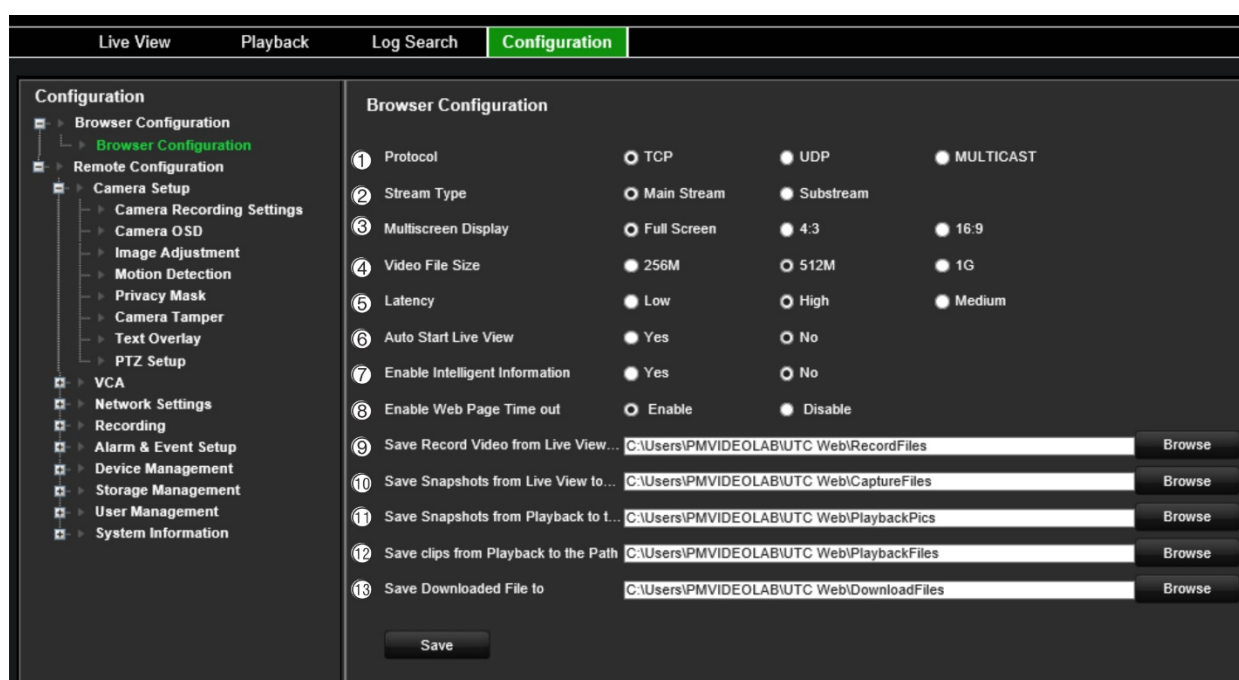 Live View Playback Log Search Configuration
Configuration
Browser Configuration
Browser Configuration
Remote Configuration
Camera Setup
Camera Recording Settings
Camera OSD
Image Adjustment
Motion Detection
Privacy Mask
Camera Tamper
Text Overlay
PTZ Setup
VCA
Network Settings
Recording
Alarm & Event Setup
Device Management
Storage Management
User Management
System Information
Browser Configuration
① Protocol TCP UDP MULTICAST
② Stream Type Main Stream Substream
③ Multiscreen Display Full Screen 4:3 16:9
④ Video File Size 256M 512M 1G
⑤ Latency Low High Medium
⑥ Auto Start Live View Yes No
⑦ Enable Intelligent Information Yes No
⑧ Enable Web Page Time out Enable Disable
⑨ Save Record Video from Live View... C:\Users\PMVIDEOLAB\UTC Web\RecordFiles Browse
⑩ Save Snapshots from Live View to... C:\Users\PMVIDEOLAB\UTC Web\CaptureFiles Browse
⑪ Save Snapshots from Playback to t... C:\Users\PMVIDEOLAB\UTC Web\PlaybackPics Browse
⑫ Save clips from Playback to the Path C:\Users\PMVIDEOLAB\UTC Web\PlaybackFiles Browse
⑬ Save Downloaded File to C:\Users\PMVIDEOLAB\UTC Web\DownloadFiles Browse
Save